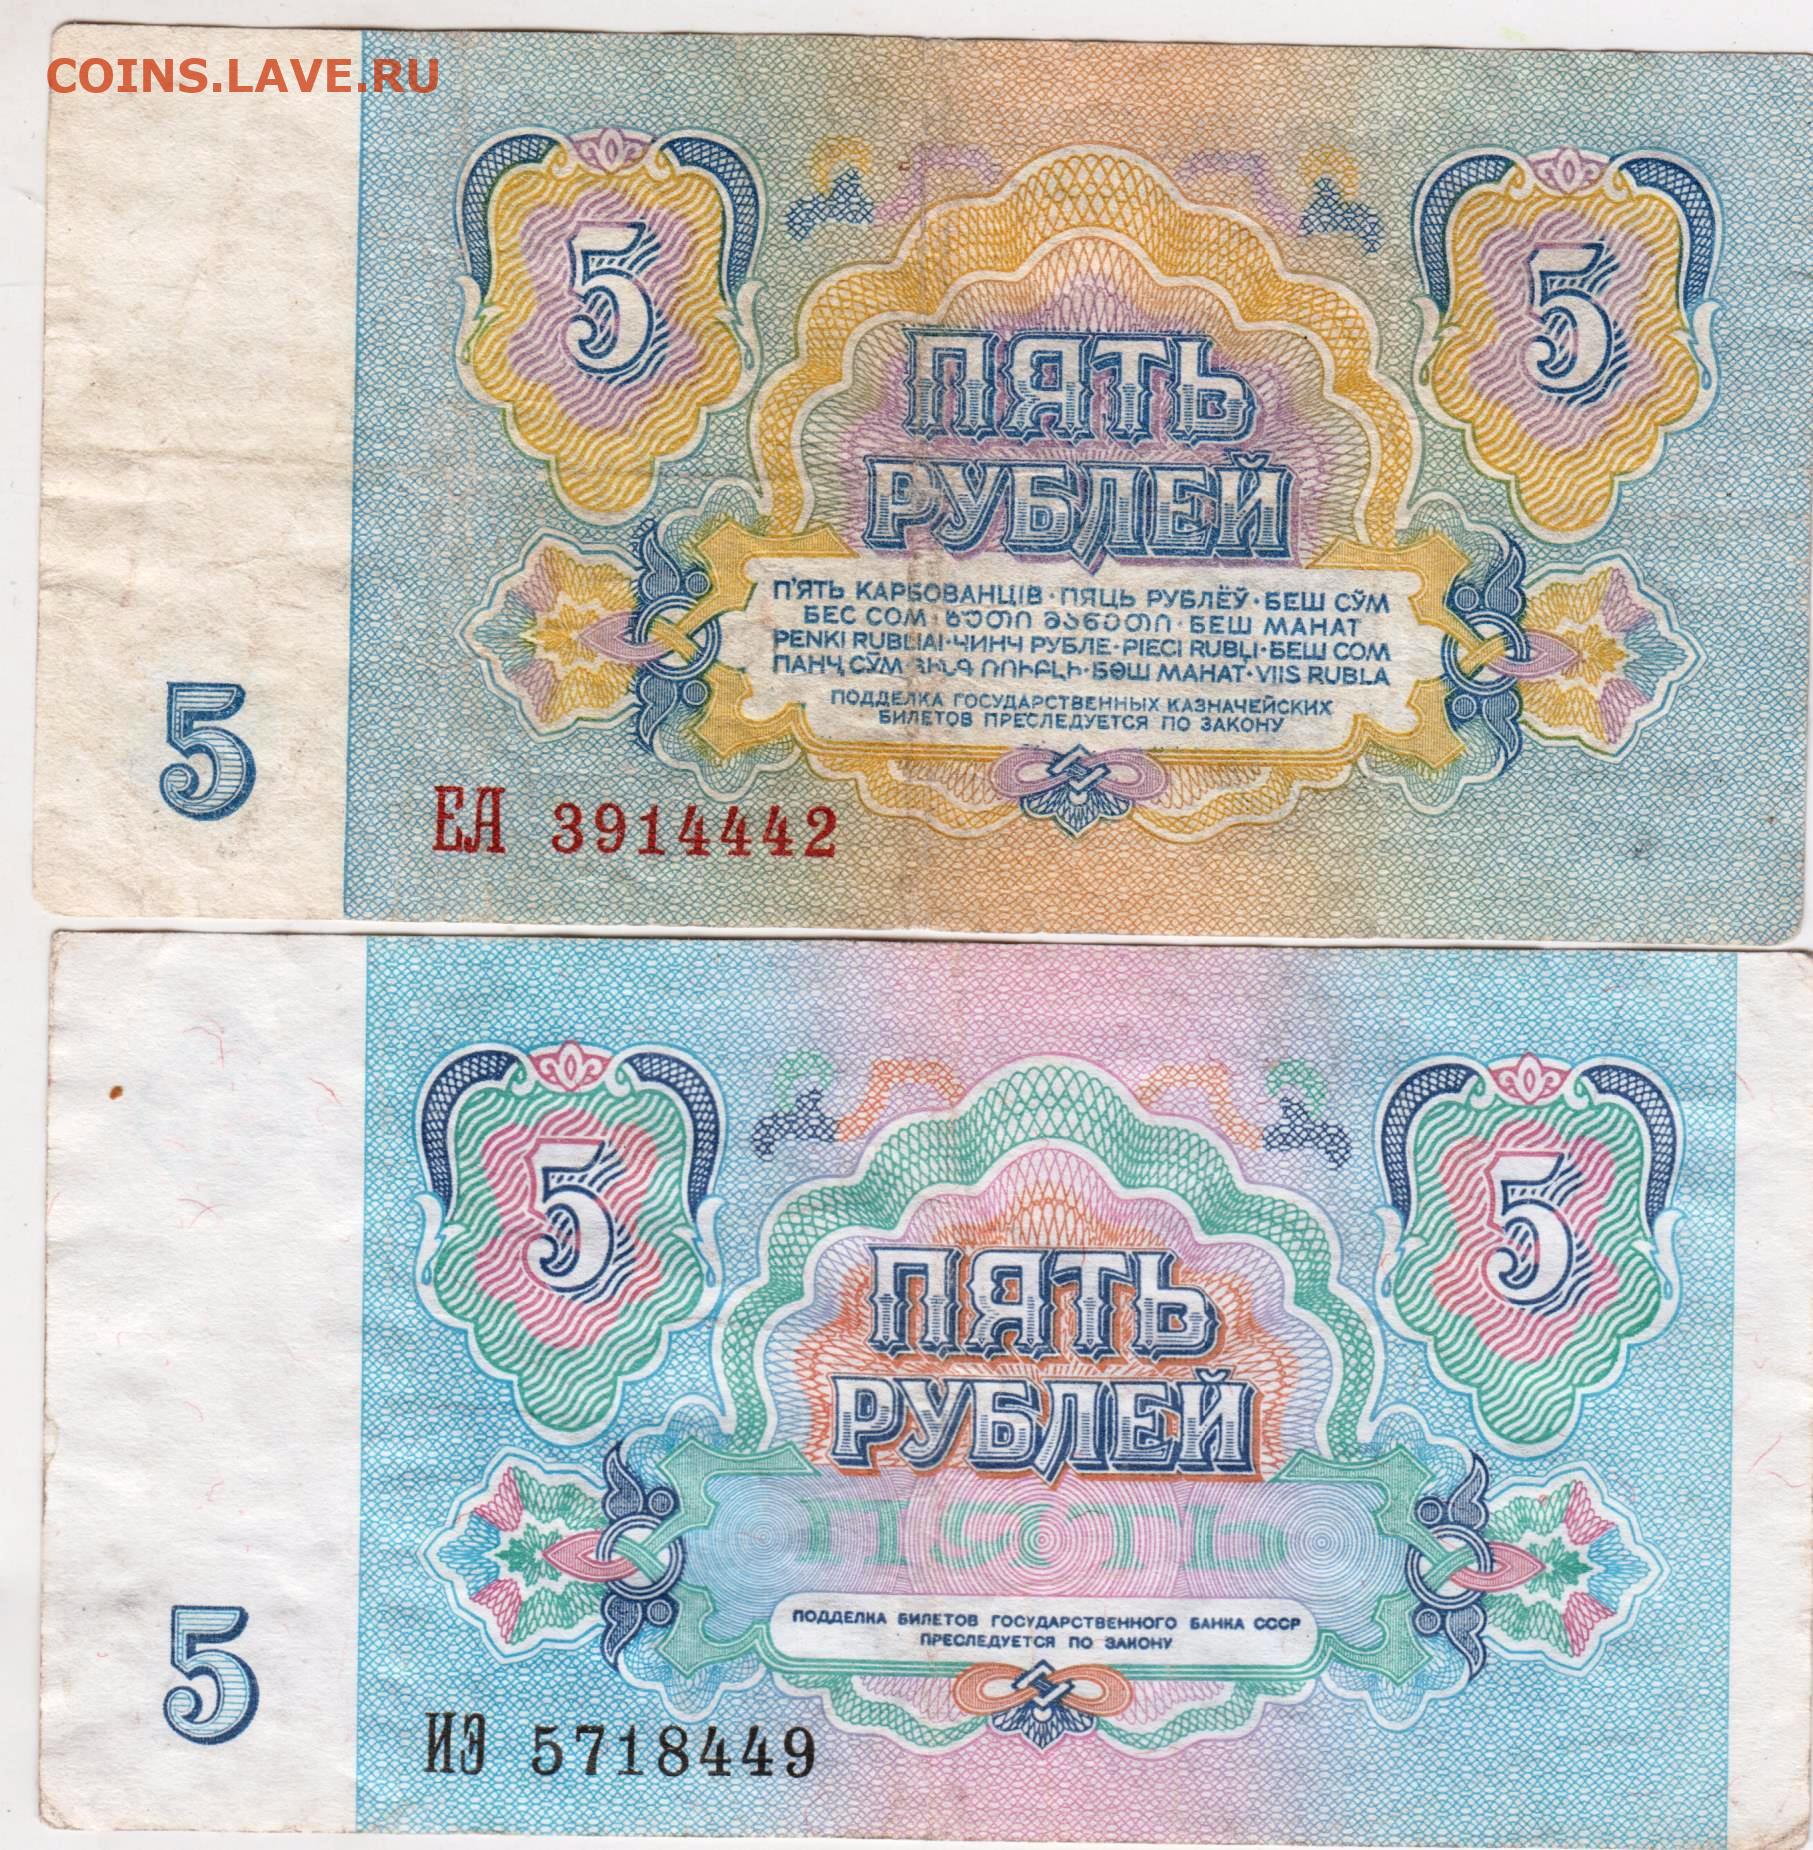 COINS.LAVE.RU
5
5
ПЯТЬ
РУБЛЕЙ
П'ЯТЬ КАРБОВАНЦІВ · ПЯЦЬ РУБЛЁЎ · БЕШ СЎМ
БЕС СОМ · ᲮᲣᲗᲘ ᲛᲐᲜᲔᲗᲘ · БЕШ МАНАТ
PENKI RUBLIAI · ЧИНЧ РУБЛЕ · PIECI RUBĻI · БЕШ СОМ
ПАНҶ СӮМ · ՀԻՆԳ ՌՈՒԲԼԻ · БӘШ МАНАТ · VIIS RUBLA
ПОДДЕЛКА ГОСУДАРСТВЕННЫХ КАЗНАЧЕЙСКИХ
БИЛЕТОВ ПРЕСЛЕДУЕТСЯ ПО ЗАКОНУ
5
ЕА 3914442
5
5
ПЯТЬ
РУБЛЕЙ
ПЯТЬ
ПОДДЕЛКА БИЛЕТОВ ГОСУДАРСТВЕННОГО БАНКА СССР
ПРЕСЛЕДУЕТСЯ ПО ЗАКОНУ
5
ИЭ 5718449